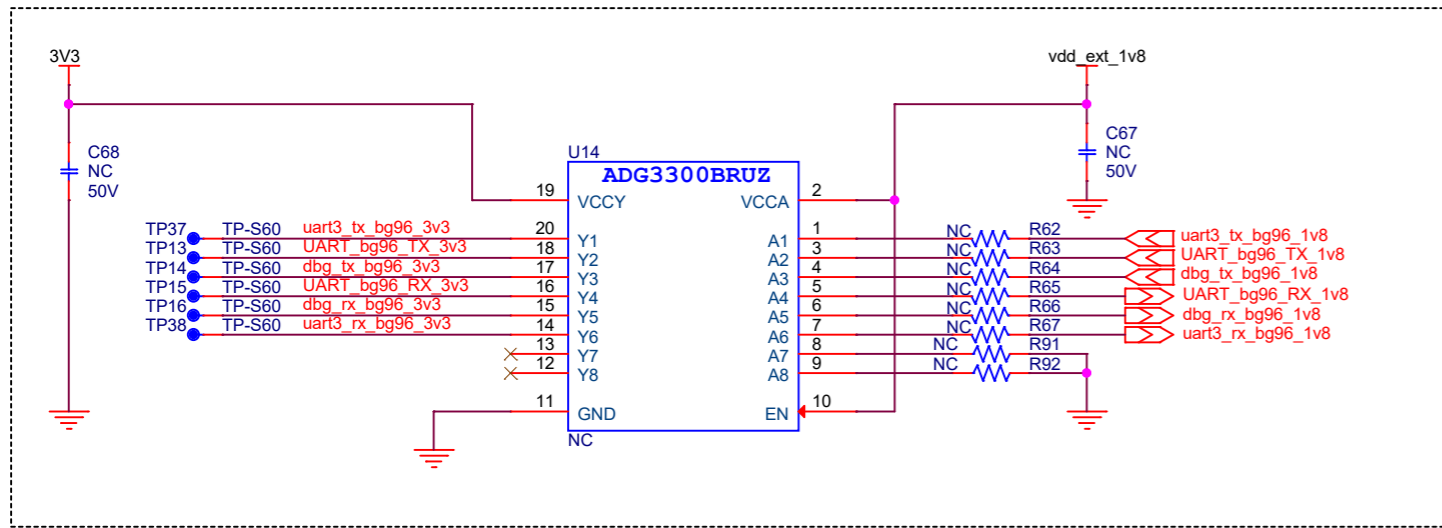 3V3 vdd_ext_1v8
C68 C67
NC NC
50V 50V
U14
ADG3300BRUZ
19 VCCY VCCA 2
TP37 TP-S60 uart3_tx_bg96_3v3 20 Y1 A1 1 NC R62 uart3_tx_bg96_1v8
TP13 TP-S60 UART_bg96_TX_3v3 18 Y2 A2 3 NC R63 UART_bg96_TX_1v8
TP14 TP-S60 dbg_tx_bg96_3v3 17 Y3 A3 4 NC R64 dbg_tx_bg96_1v8
TP15 TP-S60 UART_bg96_RX_3v3 16 Y4 A4 5 NC R65 UART_bg96_RX_1v8
TP16 TP-S60 dbg_rx_bg96_3v3 15 Y5 A5 6 NC R66 dbg_rx_bg96_1v8
TP38 TP-S60 uart3_rx_bg96_3v3 14 Y6 A6 7 NC R67 uart3_rx_bg96_1v8
13 Y7 A7 8 NC R91
12 Y8 A8 9 NC R92
11 GND EN 10
NC